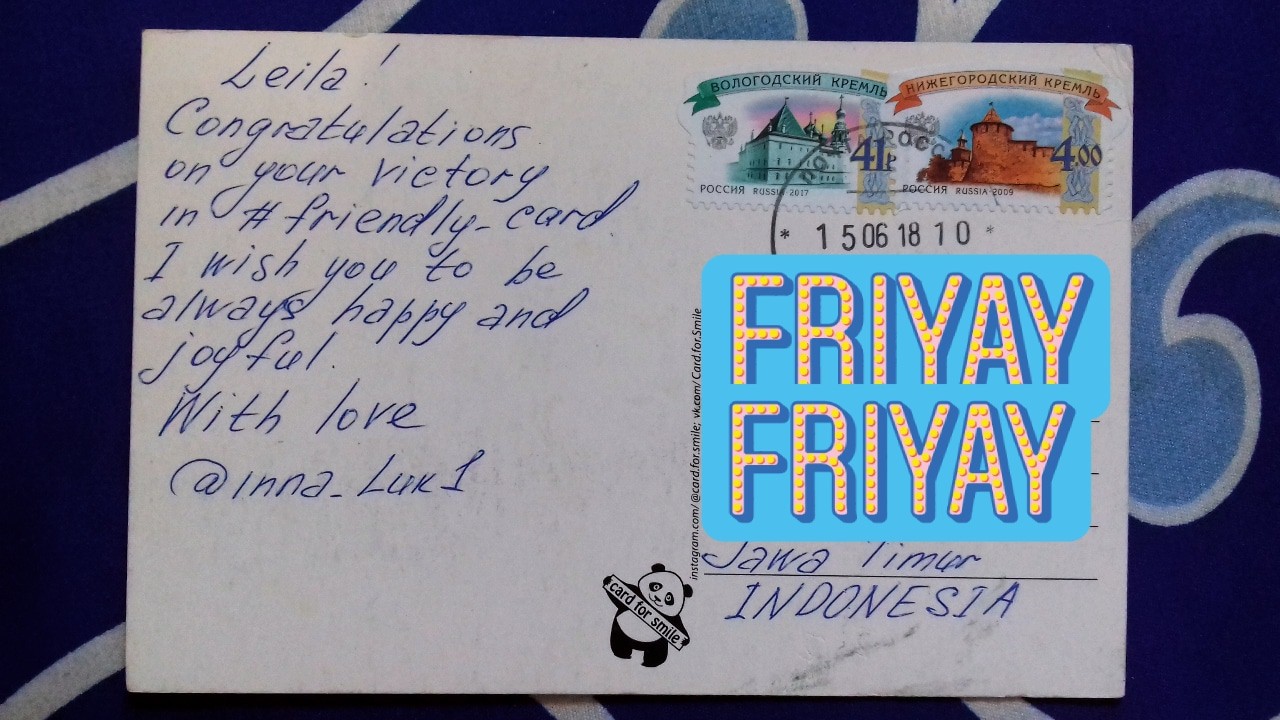 Leila!
Congratulations
on your victory
in #friendly-card.
I wish you to be
always happy and
joyful.
With love
@inna_Luk1
ВОЛОГОДСКИЙ КРЕМЛЬ
41р
РОССИЯ RUSSIA 2017
НИЖЕГОРОДСКИЙ КРЕМЛЬ
4.00
РОССИЯ RUSSIA 2009
* 15 06 18 10 *
FRIYAY
FRIYAY
Jawa Timur
INDONESIA
instagram.com/@card.for.smile; vk.com/Card.for.Smile
card for smile